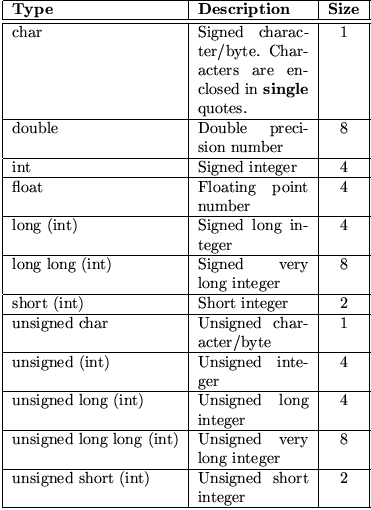 Type Description Size
char Signed charac- 1
ter/byte. Char-
acters are en-
closed in single
quotes.
double Double preci- 8
sion number
int Signed integer 4
float Floating point 4
number
long (int) Signed long in- 4
teger
long long (int) Signed very 8
long integer
short (int) Short integer 2
unsigned char Unsigned char- 1
acter/byte
unsigned (int) Unsigned inte- 4
ger
unsigned long (int) Unsigned long 4
integer
unsigned long long (int) Unsigned very 8
long integer
unsigned short (int) Unsigned short 2
integer